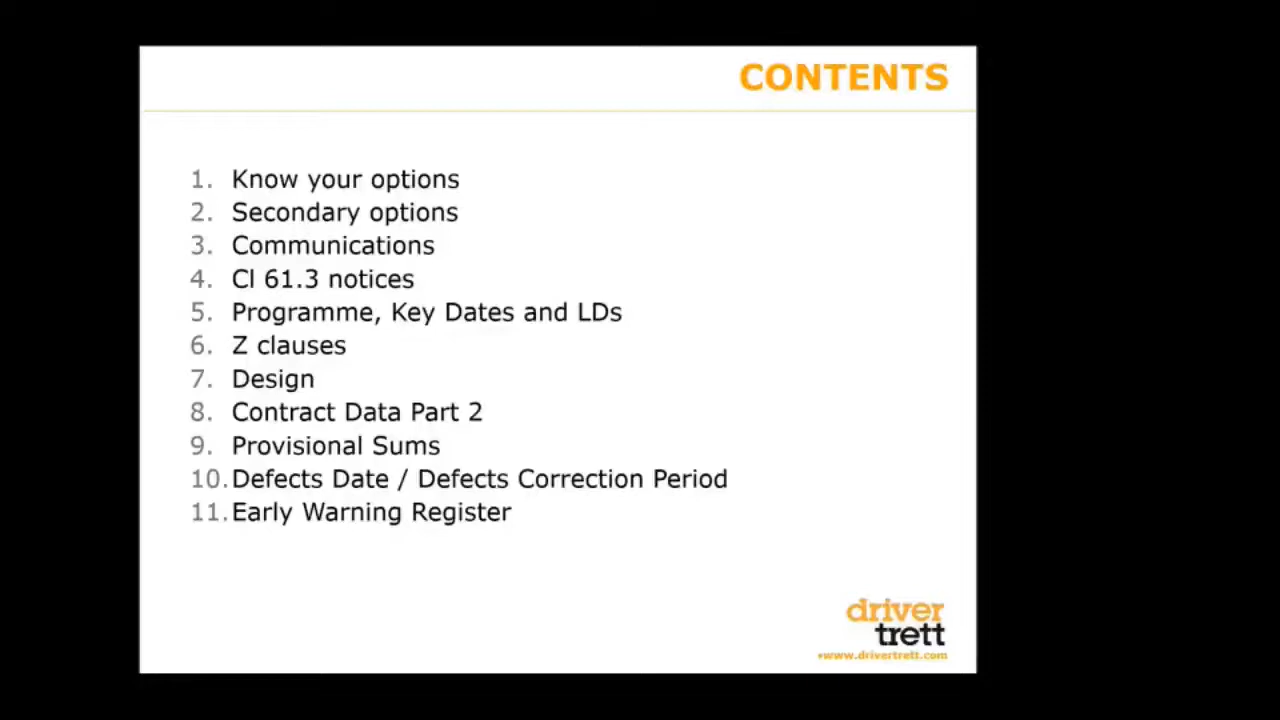 CONTENTS
1. Know your options
2. Secondary options
3. Communications
4. Cl 61.3 notices
5. Programme, Key Dates and LDs
6. Z clauses
7. Design
8. Contract Data Part 2
9. Provisional Sums
10. Defects Date / Defects Correction Period
11. Early Warning Register
driver
trett
•www.drivertrett.com